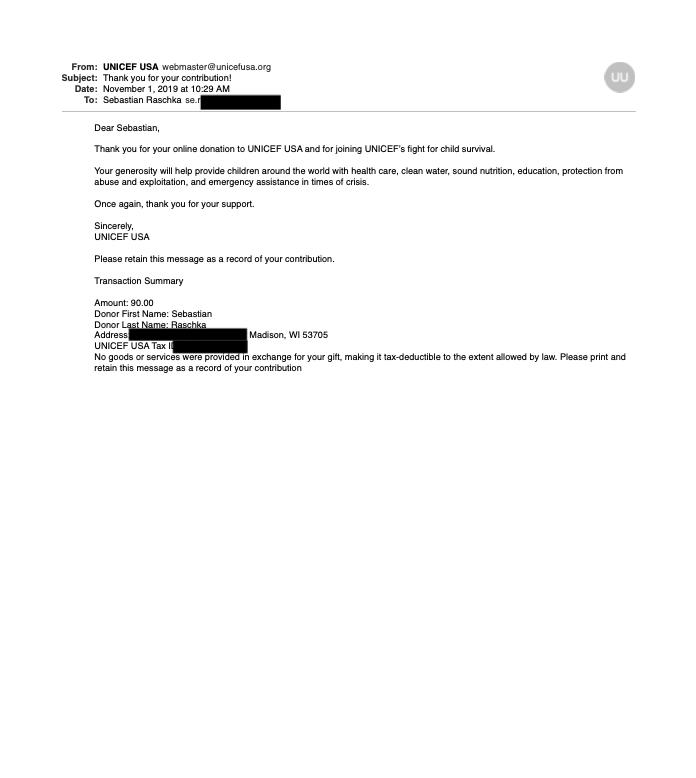 From: UNICEF USA webmaster@unicefusa.org
Subject: Thank you for your contribution!
Date: November 1, 2019 at 10:29 AM
To: Sebastian Raschka se.r
UU
Dear Sebastian,
Thank you for your online donation to UNICEF USA and for joining UNICEF's fight for child survival.
Your generosity will help provide children around the world with health care, clean water, sound nutrition, education, protection from
abuse and exploitation, and emergency assistance in times of crisis.
Once again, thank you for your support.
Sincerely,
UNICEF USA
Please retain this message as a record of your contribution.
Transaction Summary
Amount: 90.00
Donor First Name: Sebastian
Donor Last Name: Raschka
Address Madison, WI 53705
UNICEF USA Tax ID
No goods or services were provided in exchange for your gift, making it tax-deductible to the extent allowed by law. Please print and
retain this message as a record of your contribution